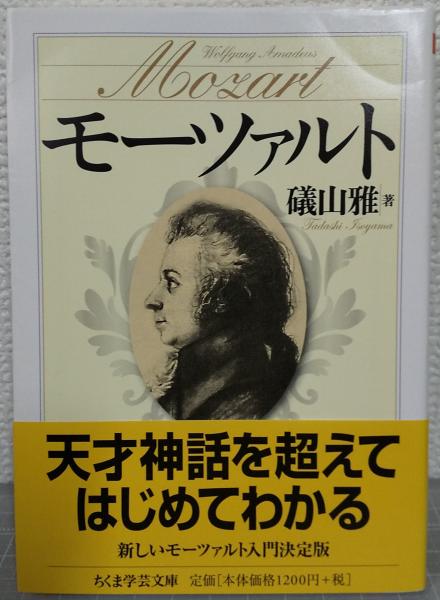 Wolfgang Amadeus
Mozart
モーツァルト
礒山雅 著
Tadashi Isoyama
天才神話を超えて
はじめてわかる
新しいモーツァルト入門決定版
ちくま学芸文庫 定価[本体価格1200円+税]